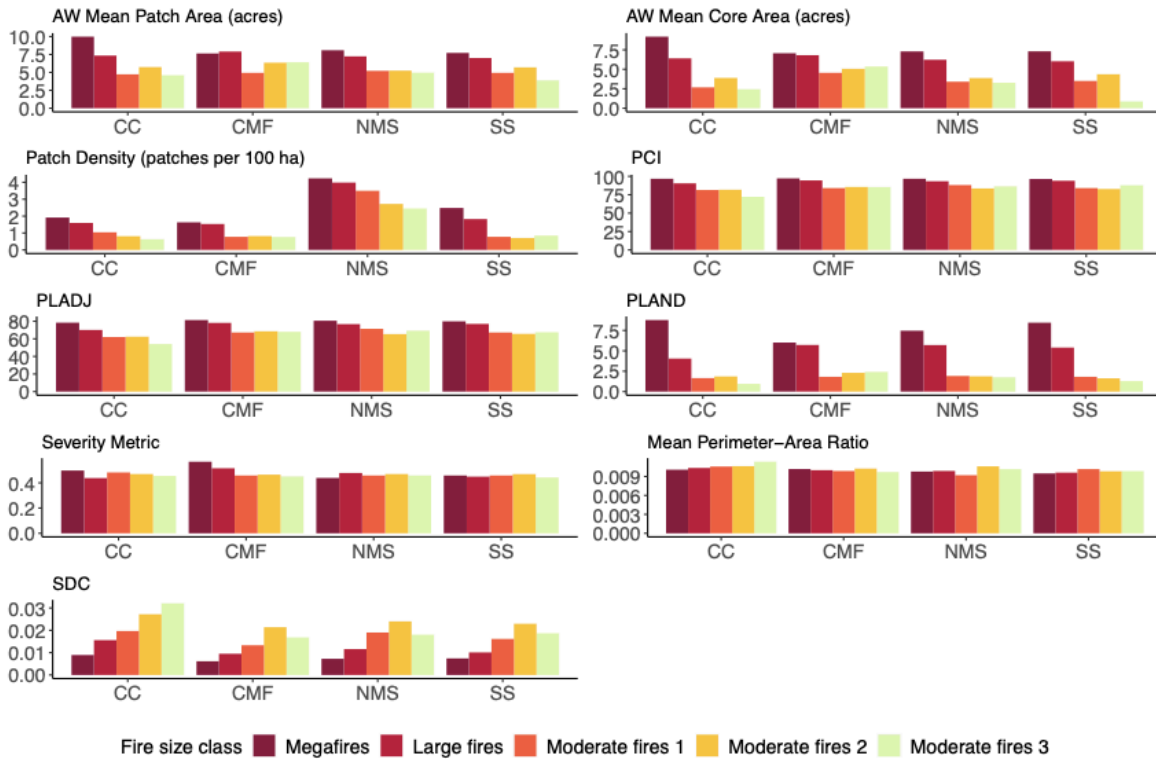 AW Mean Patch Area (acres)
10.0
7.5
5.0
2.5
0.0
CC CMF NMS SS
AW Mean Core Area (acres)
7.5
5.0
2.5
0.0
CC CMF NMS SS
Patch Density (patches per 100 ha)
4
3
2
1
0
CC CMF NMS SS
PCI
100
75
50
25
0
CC CMF NMS SS
PLADJ
80
60
40
20
0
CC CMF NMS SS
PLAND
7.5
5.0
2.5
0.0
CC CMF NMS SS
Severity Metric
0.4
0.2
0.0
CC CMF NMS SS
Mean Perimeter−Area Ratio
0.009
0.006
0.003
0.000
CC CMF NMS SS
SDC
0.03
0.02
0.01
0.00
CC CMF NMS SS
Fire size class Megafires Large fires Moderate fires 1 Moderate fires 2 Moderate fires 3